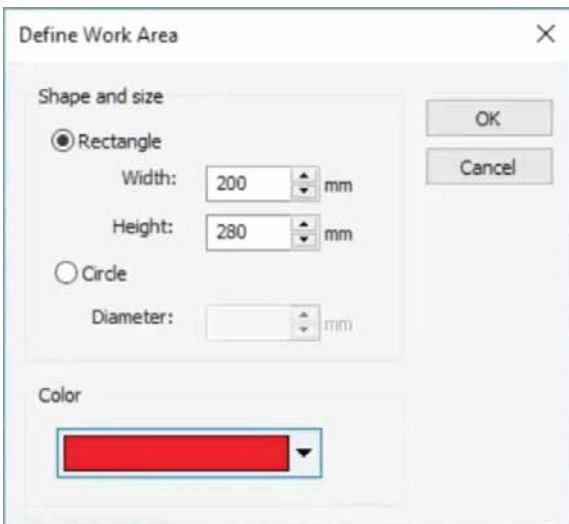 Define Work Area
Shape and size
OK
Rectangle
Cancel
Width: 200 mm
Height: 280 mm
Circle
Diameter: mm
Color